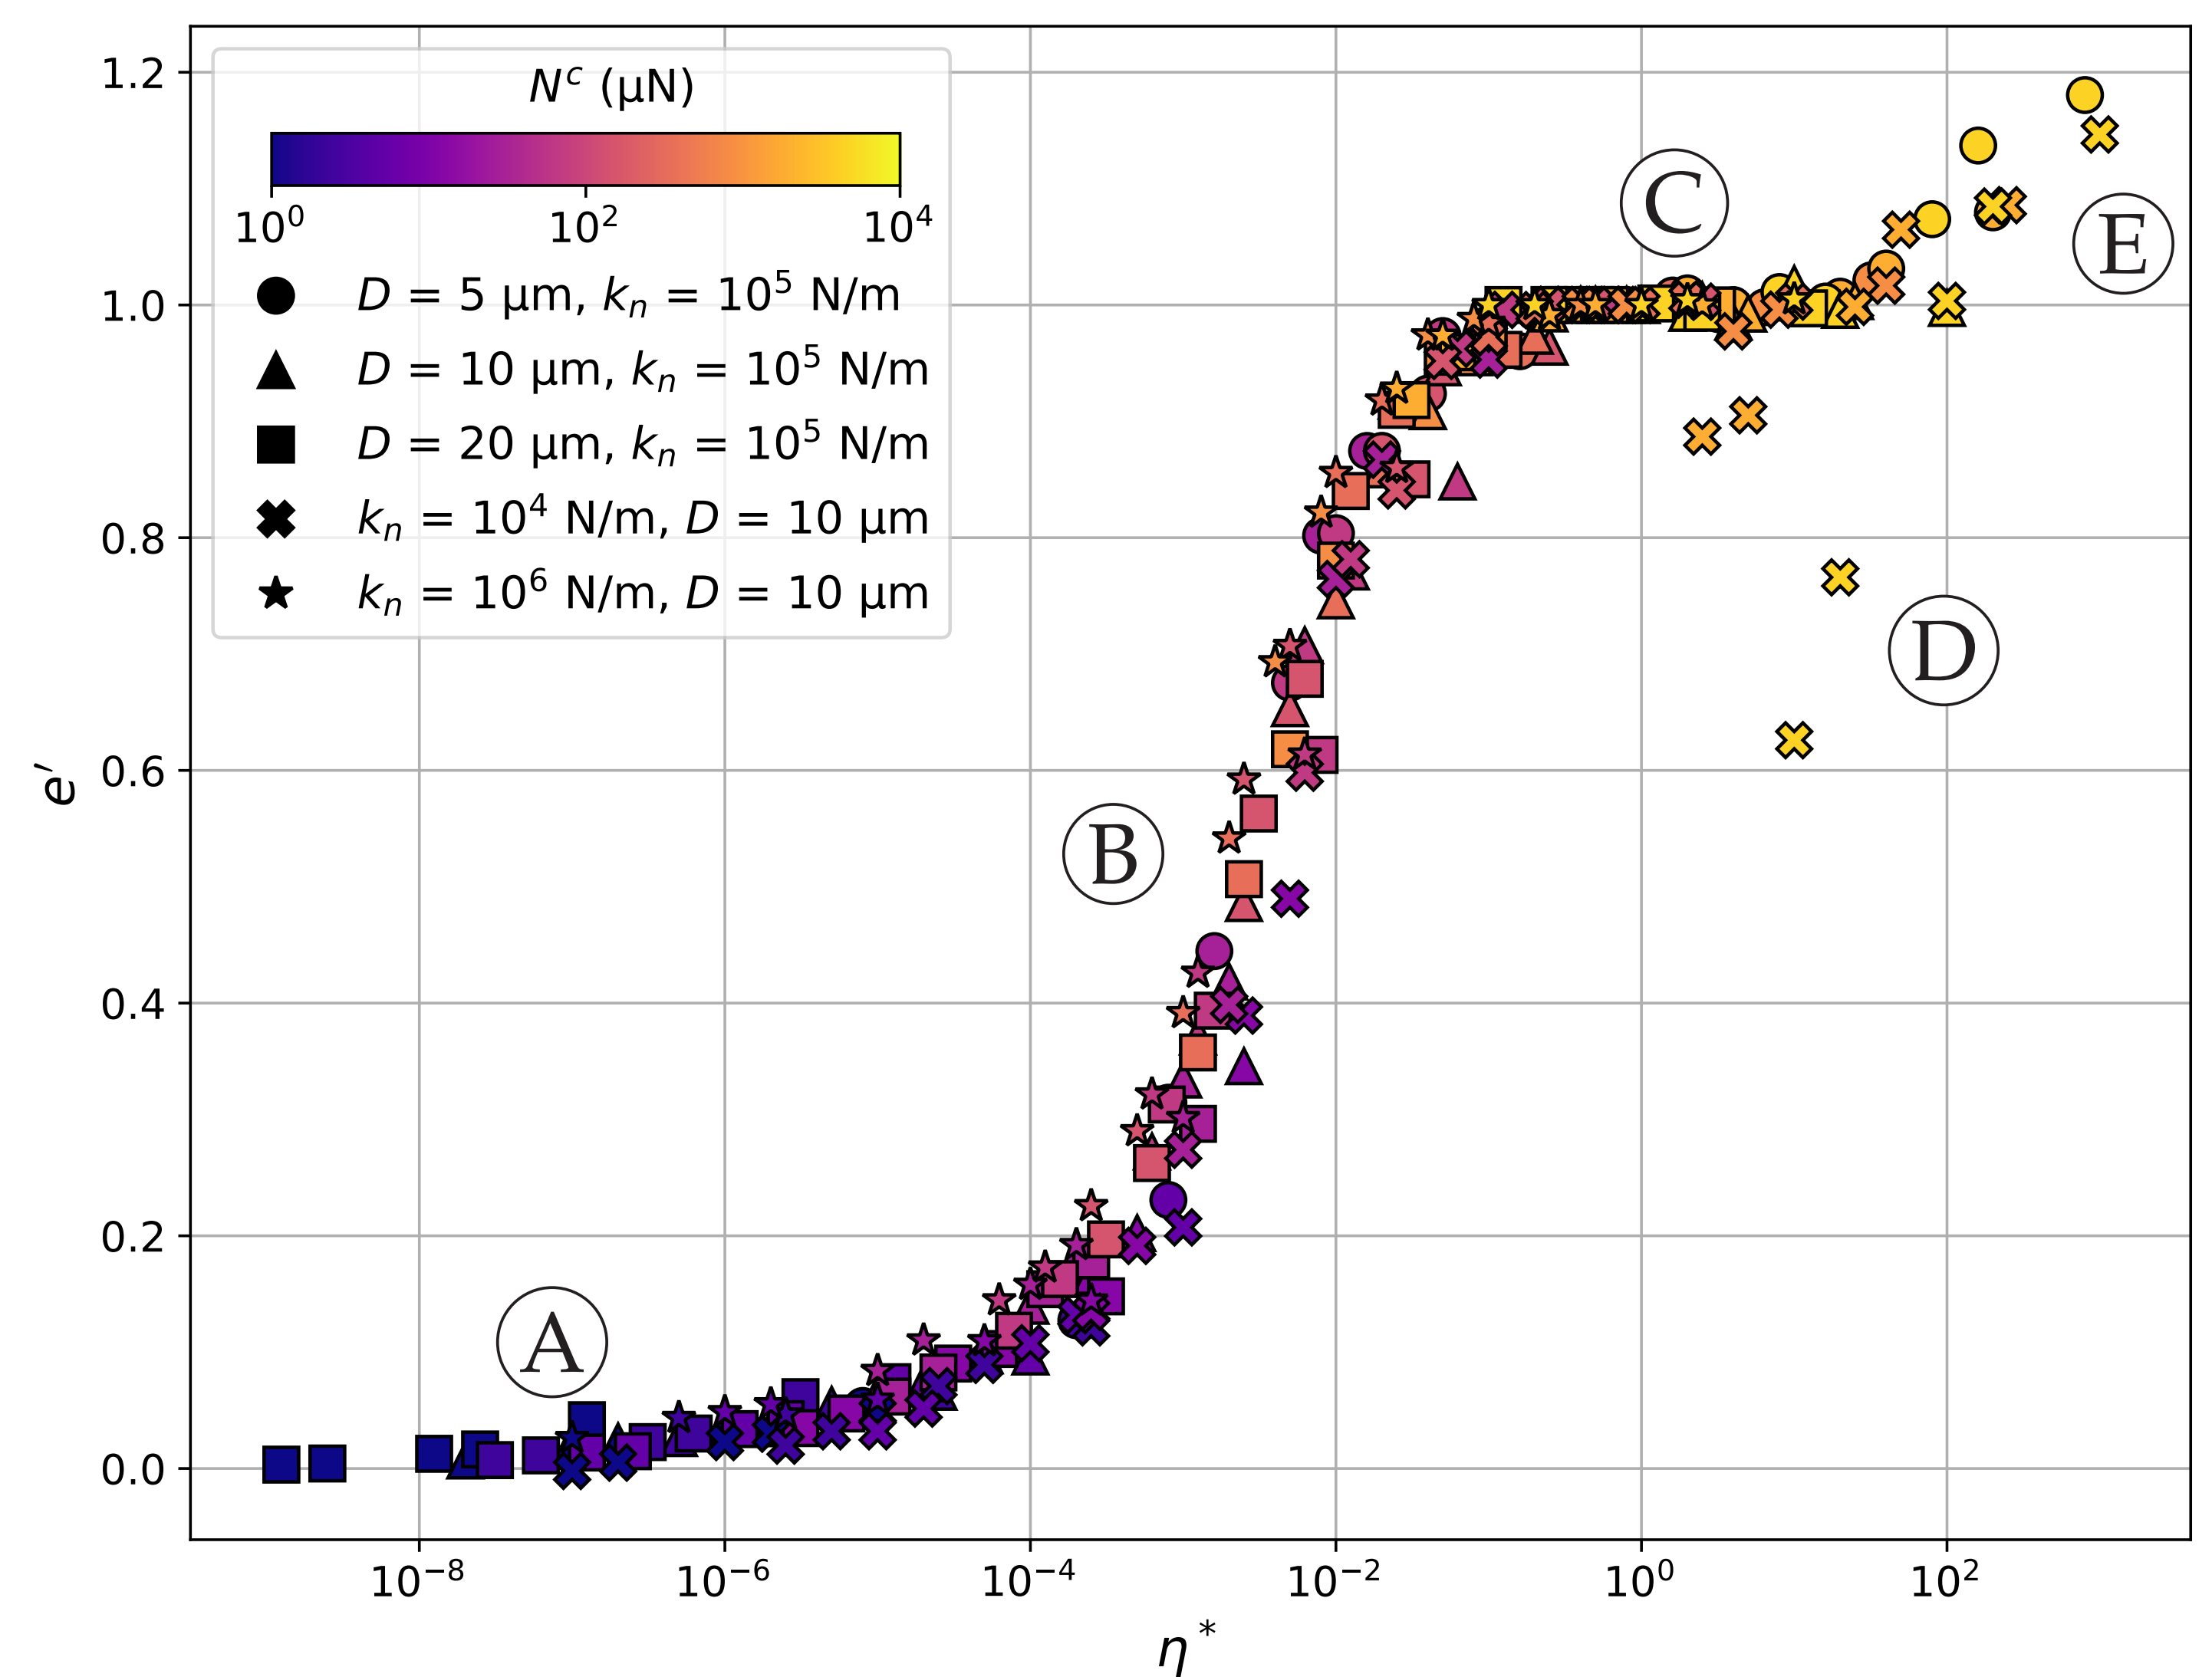 1.2
N^c (μN)
10^0 10^2 10^4
D = 5 μm, k_n = 10^5 N/m
D = 10 μm, k_n = 10^5 N/m
D = 20 μm, k_n = 10^5 N/m
k_n = 10^4 N/m, D = 10 μm
k_n = 10^6 N/m, D = 10 μm
C
E
1.0
0.8
D
0.6
e′
B
0.4
0.2
A
0.0
10^−8 10^−6 10^−4 10^−2 10^0 10^2
η*